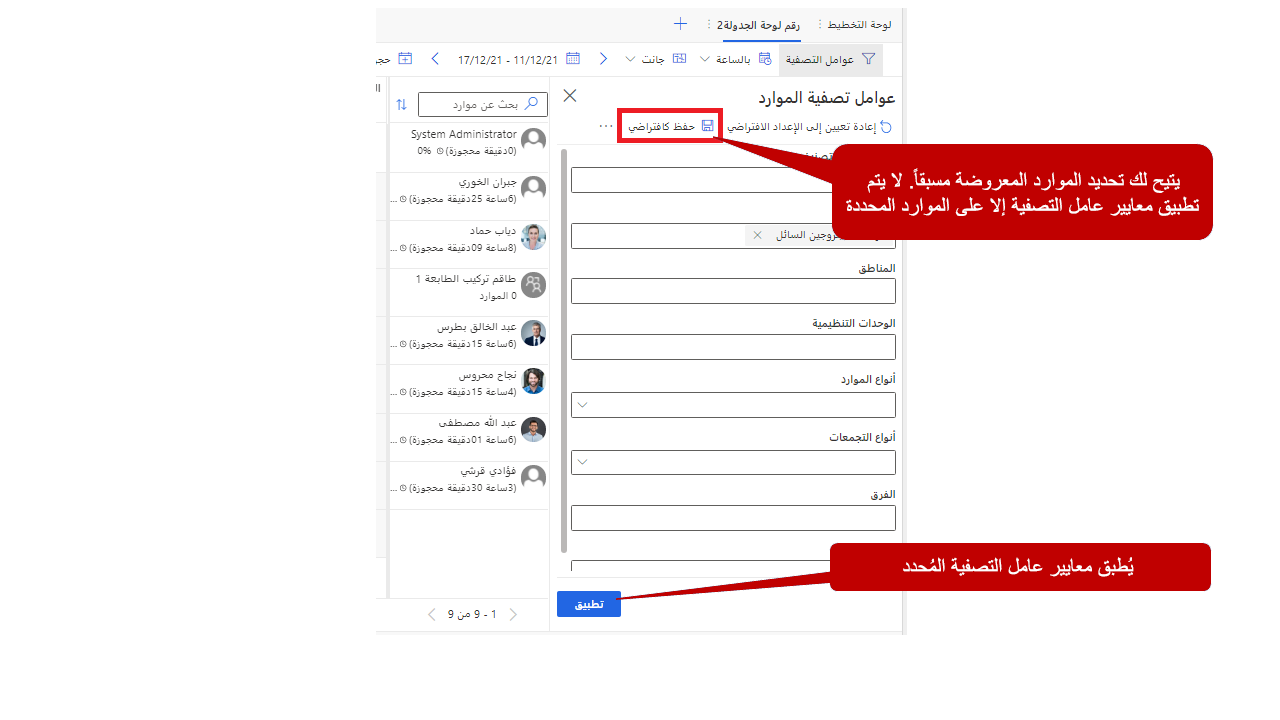 لوحة التخطيط
رقم لوحة الجدولة2
عوامل التصفية
بالساعة
جانت
11/12/21 - 17/12/21
عوامل تصفية الموارد
إعادة تعيين إلى الإعداد الافتراضي
حفظ كافتراضي
...
يتيح لك تحديد الموارد المعروضة مسبقاً. لا يتم
تطبيق معايير عامل التصفية إلا على الموارد المحددة
المناطق
الوحدات التنظيمية
أنواع الموارد
أنواع التجمعات
الفرق
يُطبق معايير عامل التصفية المُحدد
تطبيق
بحث عن موارد
System Administrator
(0دقيقة محجوزة) 0%
جبران الخوري
(6ساعة 25دقيقة محجوزة) ...
دياب حماد
(8ساعة 09دقيقة محجوزة) ...
طاقم تركيب الطابعة 1
0 الموارد
عبد الخالق بطرس
(6ساعة 15دقيقة محجوزة) ...
نجاح محروس
(4ساعة 15دقيقة محجوزة) ...
عبد الله مصطفى
(6ساعة 01دقيقة محجوزة) ...
فؤادي قرشي
(3ساعة 30دقيقة محجوزة) ...
1 - 9 من 9